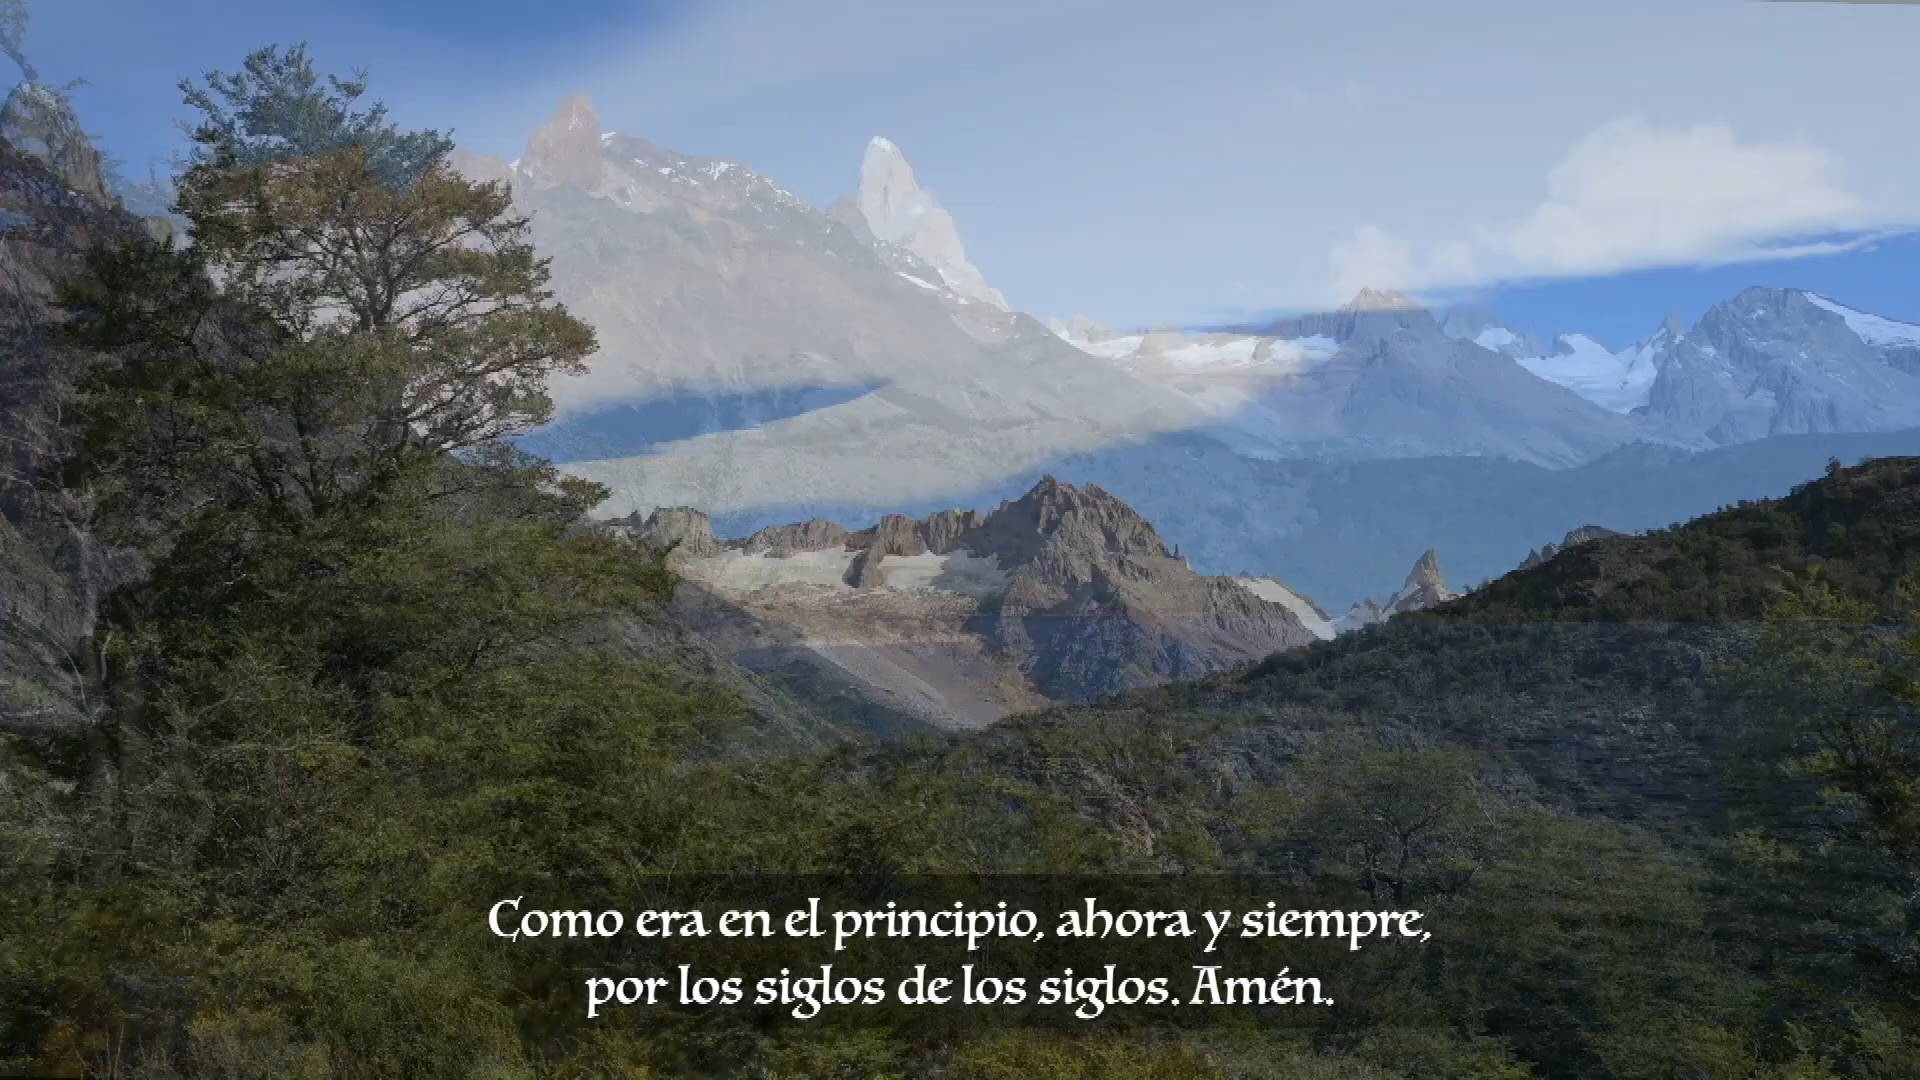 Como era en el principio, ahora y siempre,
por los siglos de los siglos. Amén.